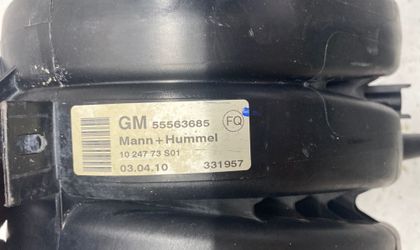 GM 55563685 FQ
Mann+Hummel
10 247 73 S01
03.04.10 331957